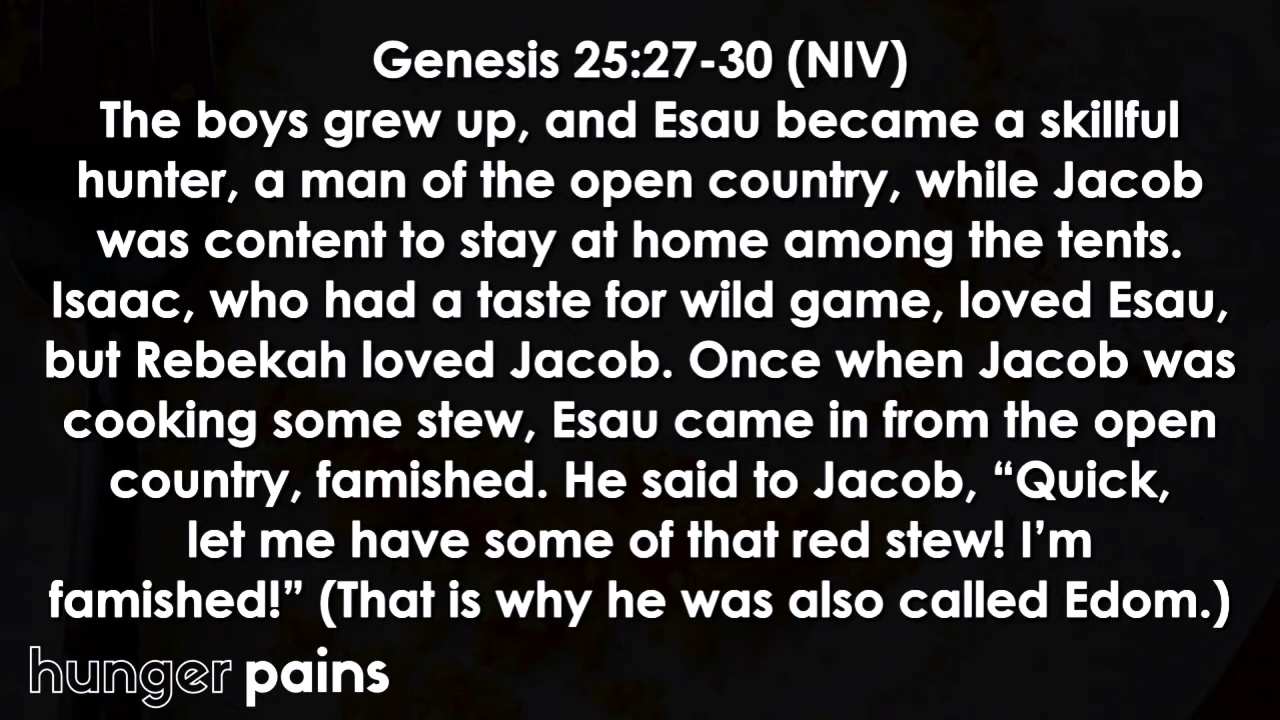 Genesis 25:27-30 (NIV)
The boys grew up, and Esau became a skillful
hunter, a man of the open country, while Jacob
was content to stay at home among the tents.
Isaac, who had a taste for wild game, loved Esau,
but Rebekah loved Jacob. Once when Jacob was
cooking some stew, Esau came in from the open
country, famished. He said to Jacob, “Quick,
let me have some of that red stew! I’m
famished!” (That is why he was also called Edom.)
hunger pains